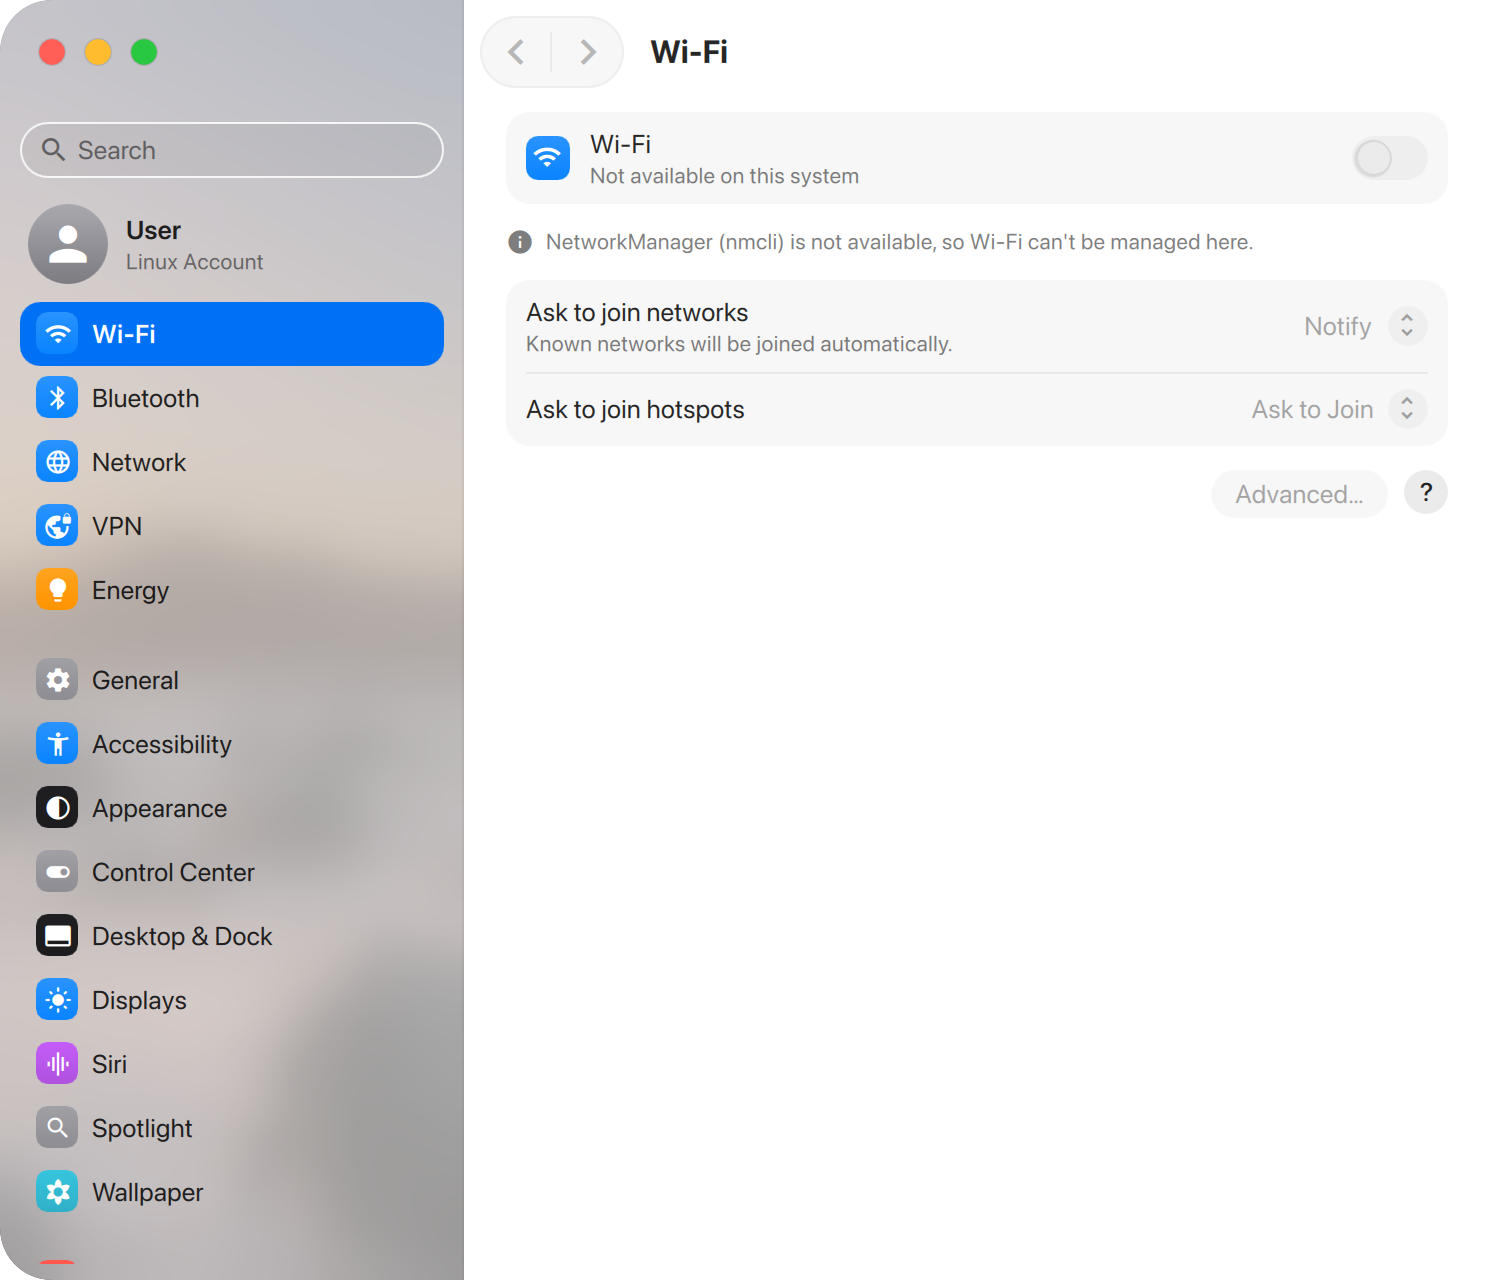 Search
User
Linux Account
Wi-Fi
Bluetooth
Network
VPN
Energy
General
Accessibility
Appearance
Control Center
Desktop & Dock
Displays
Siri
Spotlight
Wallpaper
Wi-Fi
Wi-Fi
Not available on this system
NetworkManager (nmcli) is not available, so Wi-Fi can't be managed here.
Ask to join networks
Known networks will be joined automatically.
Notify
Ask to join hotspots
Ask to Join
Advanced...
?